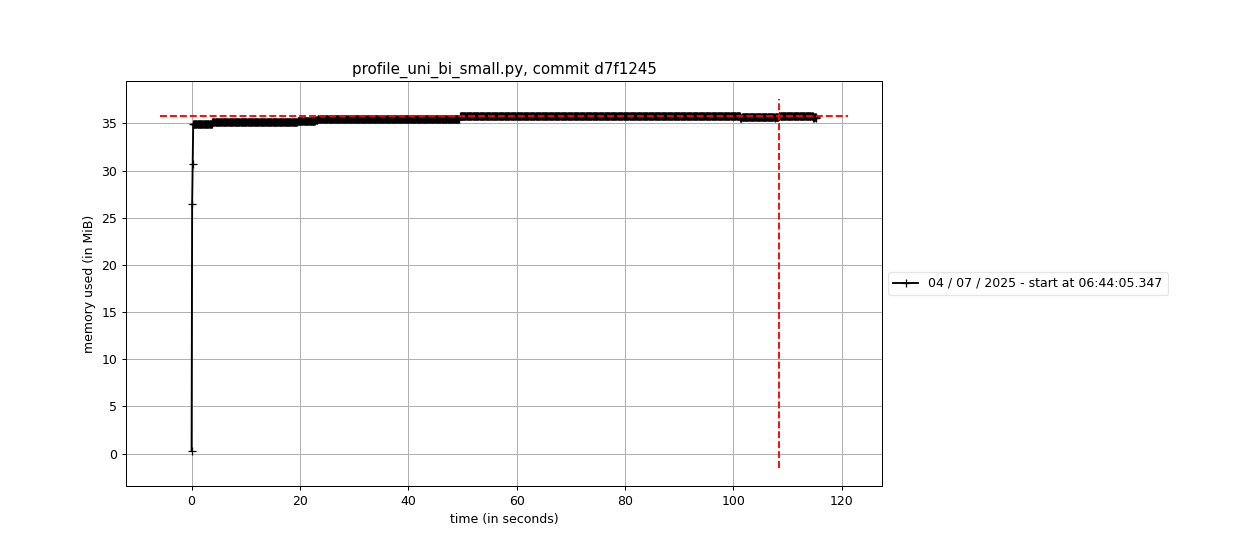 profile_uni_bi_small.py, commit d7f1245
memory used (in MiB)
35
30
25
20
15
10
5
0
0 20 40 60 80 100 120
time (in seconds)
04 / 07 / 2025 - start at 06:44:05.347